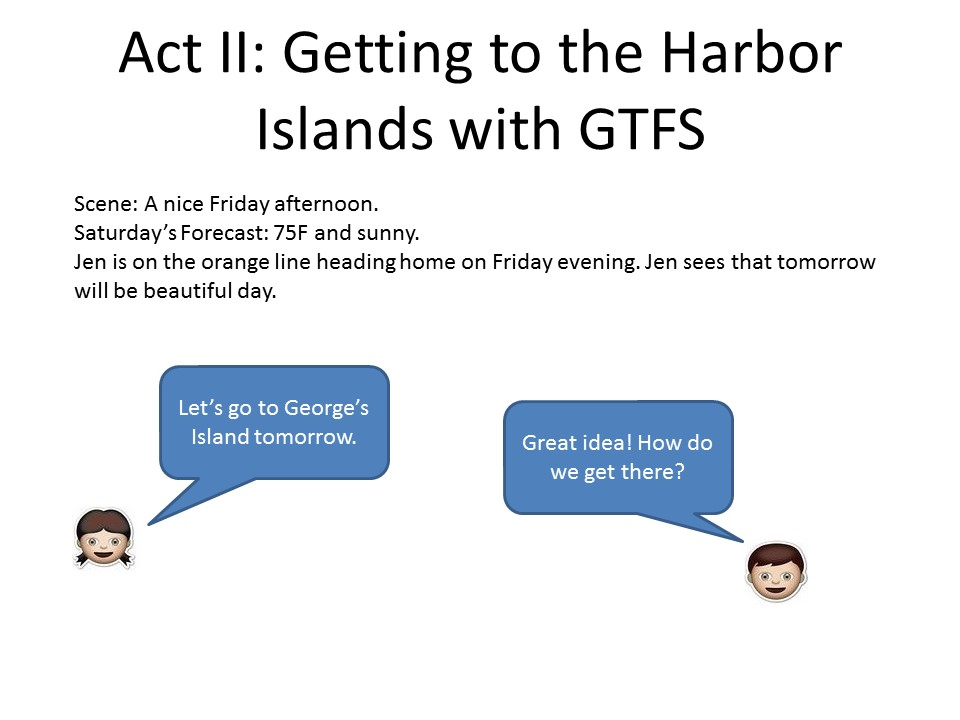 Act II: Getting to the Harbor
Islands with GTFS
Scene: A nice Friday afternoon.
Saturday’s Forecast: 75F and sunny.
Jen is on the orange line heading home on Friday evening. Jen sees that tomorrow
will be beautiful day.
Let’s go to George’s
Island tomorrow.
Great idea! How do
we get there?